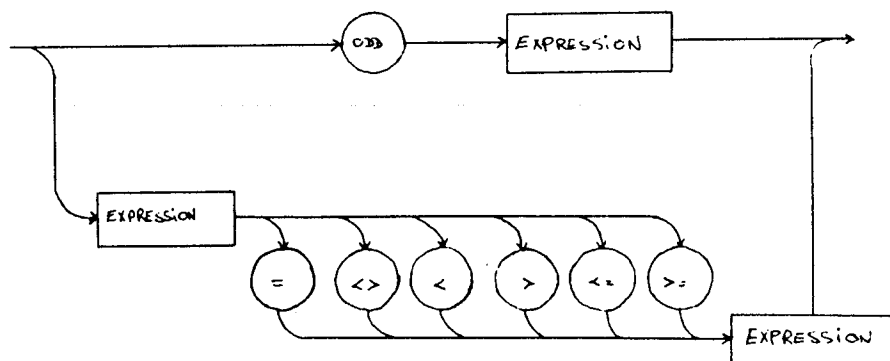 ODD
EXPRESSION
EXPRESSION
= <> < > <= >=
EXPRESSION